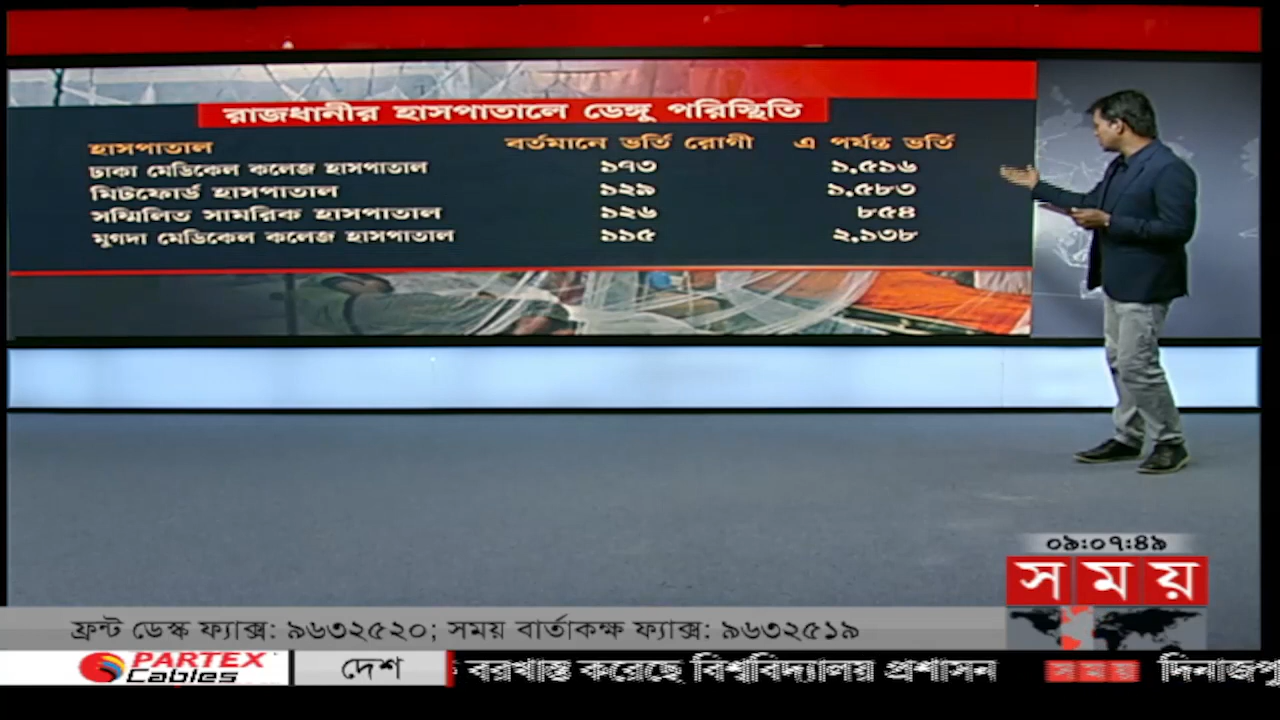 রাজধানীর হাসপাতালে ডেঙ্গু পরিস্থিতি
হাসপাতাল বর্তমানে ভর্তি রোগী এ পর্যন্ত ভর্তি
ঢাকা মেডিকেল কলেজ হাসপাতাল ১৭৩ ১,৫১৬
মিটফোর্ড হাসপাতাল ১২৯ ১,৫৮৩
সম্মিলিত সামরিক হাসপাতাল ১২৬ ৮৫৪
মুগদা মেডিকেল কলেজ হাসপাতাল ১১৫ ২,১৩৮
০৯:০৭:৪৯
সময়
ফ্রন্ট ডেস্ক ফ্যাক্স: ৯৬৩২৫২০; সময় বার্তাকক্ষ ফ্যাক্স: ৯৬৩২৫১৯
PARTEX
Cables
দেশ বরখাস্ত করেছে বিশ্ববিদ্যালয় প্রশাসন সময় দিনাজপু